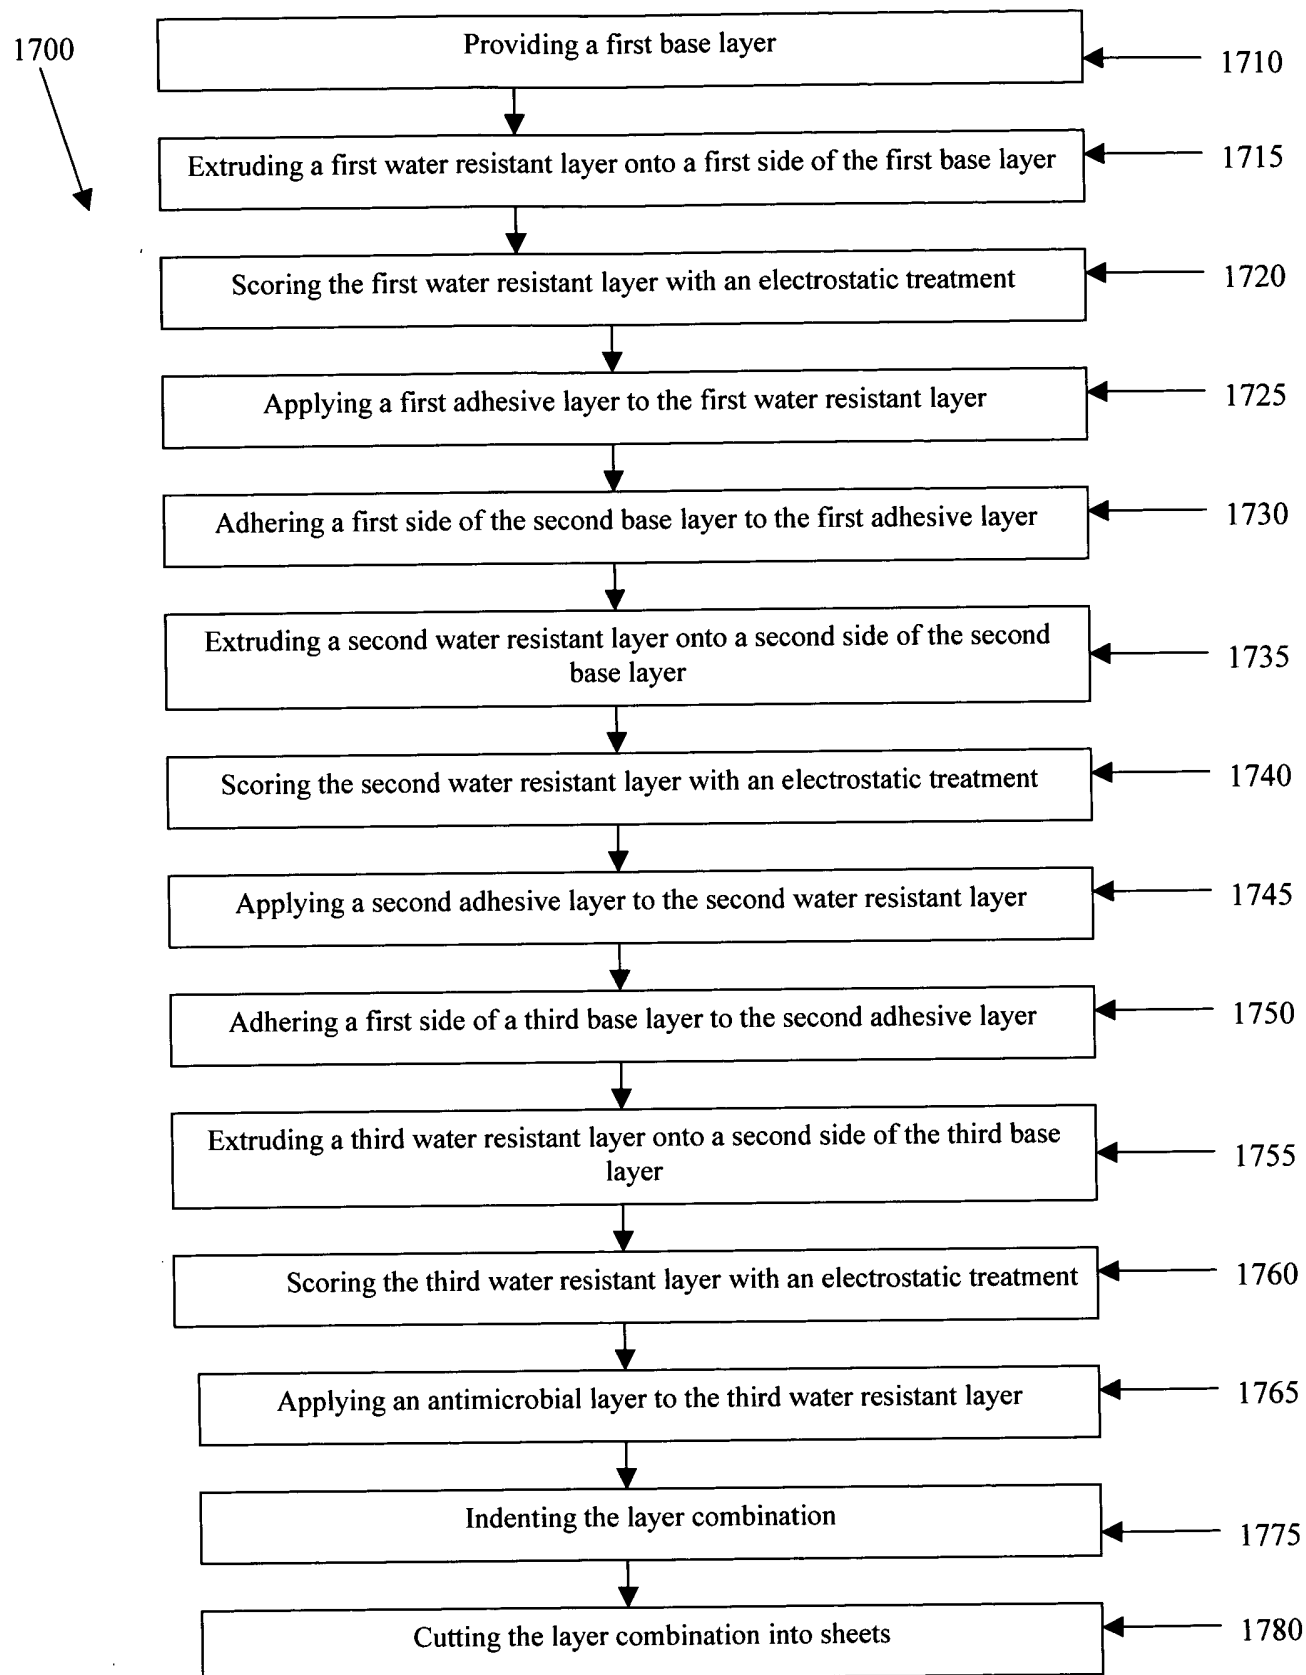 1700
Providing a first base layer
1710
Extruding a first water resistant layer onto a first side of the first base layer
1715
Scoring the first water resistant layer with an electrostatic treatment
1720
Applying a first adhesive layer to the first water resistant layer
1725
Adhering a first side of the second base layer to the first adhesive layer
1730
Extruding a second water resistant layer onto a second side of the second
base layer
1735
Scoring the second water resistant layer with an electrostatic treatment
1740
Applying a second adhesive layer to the second water resistant layer
1745
Adhering a first side of a third base layer to the second adhesive layer
1750
Extruding a third water resistant layer onto a second side of the third base
layer
1755
Scoring the third water resistant layer with an electrostatic treatment
1760
Applying an antimicrobial layer to the third water resistant layer
1765
Indenting the layer combination
1775
Cutting the layer combination into sheets
1780